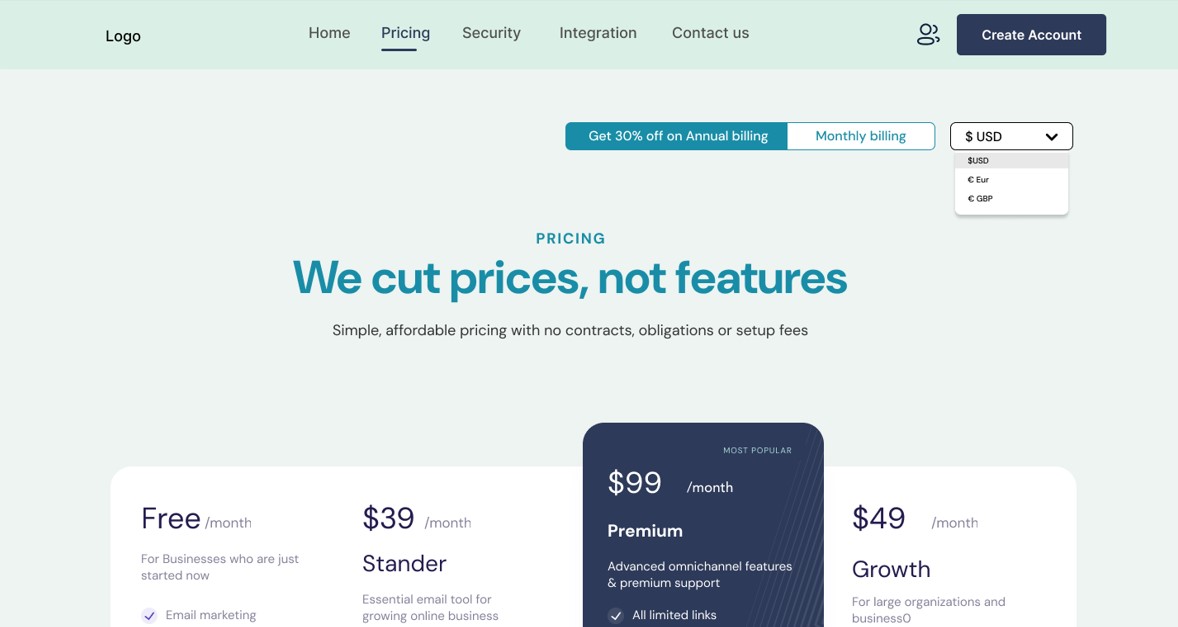 Logo
Home Pricing Security Integration Contact us
Create Account
Get 30% off on Annual billing Monthly billing
$ USD
$USD
€ Eur
€ GBP
PRICING
We cut prices, not features
Simple, affordable pricing with no contracts, obligations or setup fees
Free /month
For Businesses who are just
started now
Email marketing
$39 /month
Stander
Essential email tool for
growing online business
MOST POPULAR
$99 /month
Premium
Advanced omnichannel features
& premium support
All limited links
$49 /month
Growth
For large organizations and
business0